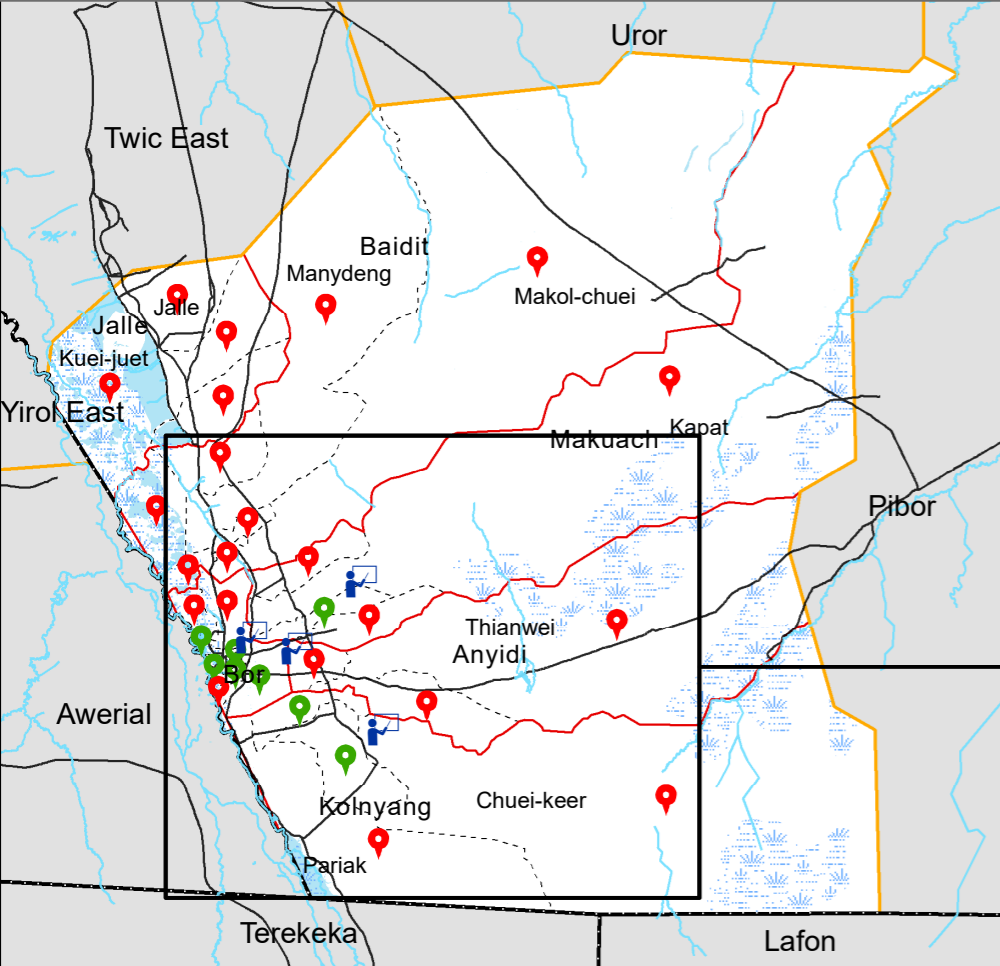 Uror
Twic East
Baidit
Manydeng
Makol-chuei
Jalle
Jalle
Kuei-juet
Yirol East
Kapat
Makuach
Pibor
Thianwei
Anyidi
Bor
Awerial
Chuei-keer
Kolnyang
Pariak
Terekeka
Lafon